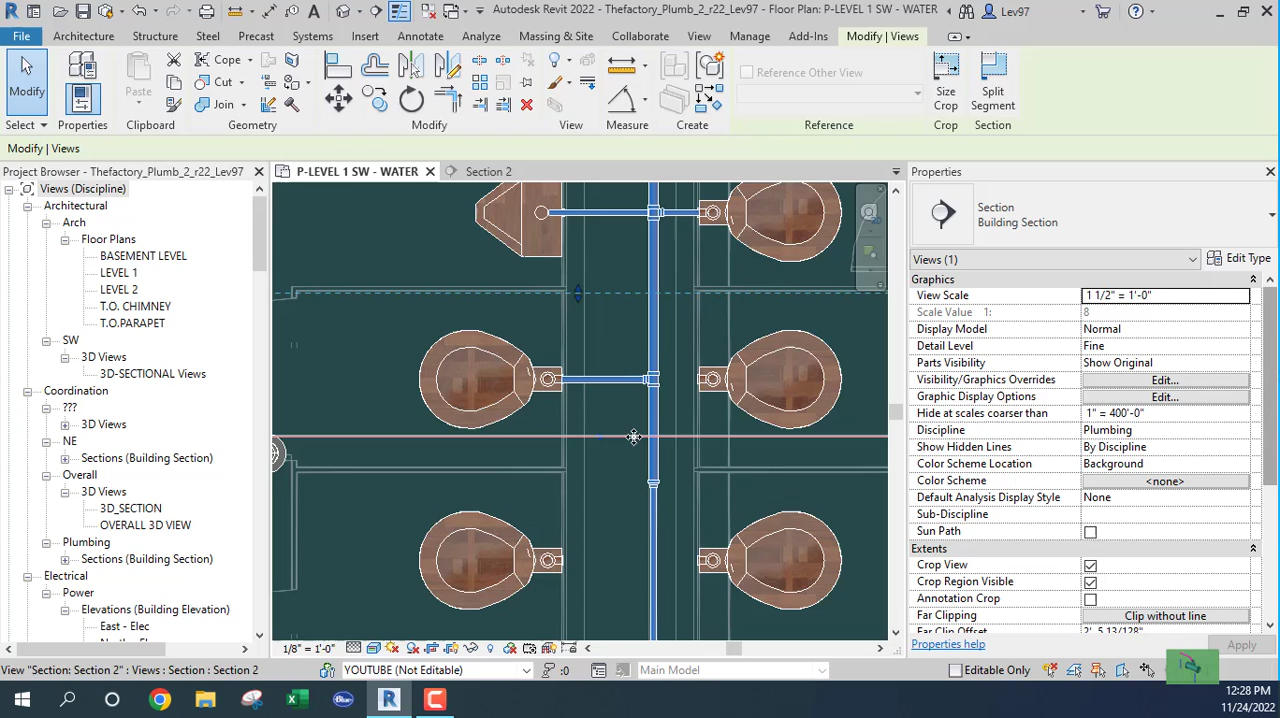 Autodesk Revit 2022 - Thefactory_Plumb_2_r22_Lev97 - Floor Plan: P-LEVEL 1 SW - WATER
Lev97
File Architecture Structure Steel Precast Systems Insert Annotate Analyze Massing & Site Collaborate View Manage Add-Ins Modify | Views
Modify
Properties
Paste
Cope
Cut
Join
Reference Other View
Size Crop
Split Segment
Select Properties Clipboard Geometry Modify View Measure Create Reference Crop Section
Modify | Views
Project Browser - Thefactory_Plumb_2_r22_Lev97
Views (Discipline)
Architectural
Arch
Floor Plans
BASEMENT LEVEL
LEVEL 1
LEVEL 2
T.O. CHIMNEY
T.O.PARAPET
SW
3D Views
3D-SECTIONAL Views
Coordination
???
3D Views
NE
Sections (Building Section)
Overall
3D Views
3D_SECTION
OVERALL 3D VIEW
Plumbing
Sections (Building Section)
Electrical
Power
Elevations (Building Elevation)
East - Elec
P-LEVEL 1 SW - WATER
Section 2
Properties
Section
Building Section
Views (1)
Edit Type
Graphics
View Scale 1 1/2" = 1'-0"
Scale Value 1: 8
Display Model Normal
Detail Level Fine
Parts Visibility Show Original
Visibility/Graphics Overrides Edit...
Graphic Display Options Edit...
Hide at scales coarser than 1" = 400'-0"
Discipline Plumbing
Show Hidden Lines By Discipline
Color Scheme Location Background
Color Scheme <none>
Default Analysis Display Style None
Sub-Discipline
Sun Path
Extents
Crop View
Crop Region Visible
Annotation Crop
Far Clipping Clip without line
Far Clip Offset 2' 5 13/128"
Properties help
Apply
1/8" = 1'-0"
View "Section: Section 2" : Views : Section : Section 2
YOUTUBE (Not Editable)
:0
Main Model
Editable Only
Blue
12:28 PM
11/24/2022